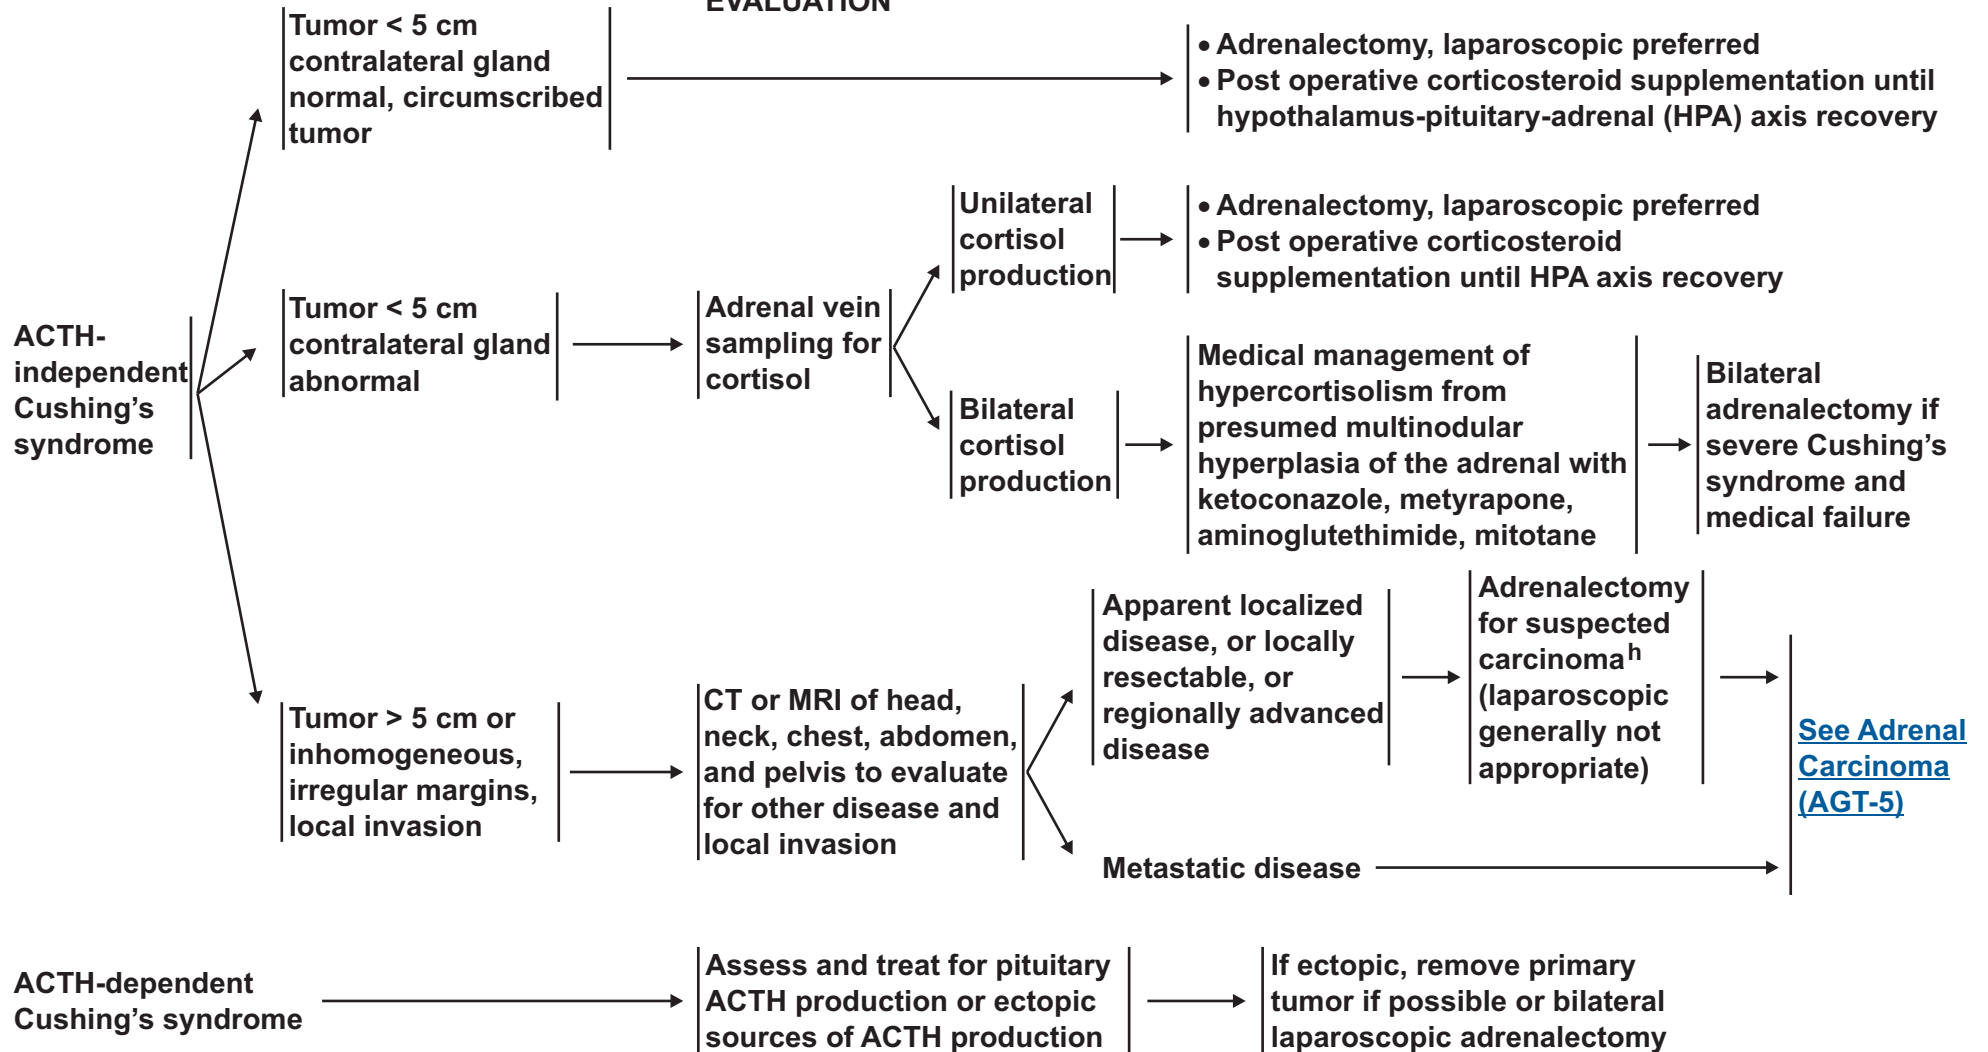 EVALUATION
Tumor < 5 cm
contralateral gland
normal, circumscribed
tumor
• Adrenalectomy, laparoscopic preferred
• Post operative corticosteroid supplementation until
hypothalamus-pituitary-adrenal (HPA) axis recovery
ACTH-
independent
Cushing’s
syndrome
Tumor < 5 cm
contralateral gland
abnormal
Adrenal vein
sampling for
cortisol
Unilateral
cortisol
production
• Adrenalectomy, laparoscopic preferred
• Post operative corticosteroid
supplementation until HPA axis recovery
Bilateral
cortisol
production
Medical management of
hypercortisolism from
presumed multinodular
hyperplasia of the adrenal with
ketoconazole, metyrapone,
aminoglutethimide, mitotane
Bilateral
adrenalectomy if
severe Cushing’s
syndrome and
medical failure
Tumor > 5 cm or
inhomogeneous,
irregular margins,
local invasion
CT or MRI of head,
neck, chest, abdomen,
and pelvis to evaluate
for other disease and
local invasion
Apparent localized
disease, or locally
resectable, or
regionally advanced
disease
Adrenalectomy
for suspected
carcinoma h
(laparoscopic
generally not
appropriate)
Metastatic disease
See Adrenal
Carcinoma
(AGT-5)
ACTH-dependent
Cushing’s syndrome
Assess and treat for pituitary
ACTH production or ectopic
sources of ACTH production
If ectopic, remove primary
tumor if possible or bilateral
laparoscopic adrenalectomy